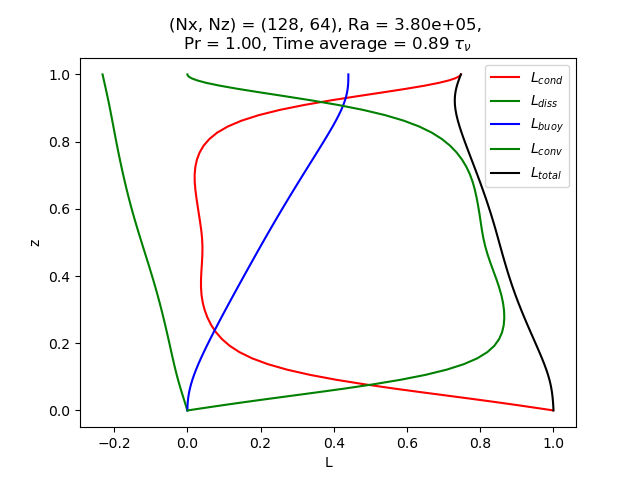 (Nx, Nz) = (128, 64), Ra = 3.80e+05,
Pr = 1.00, Time average = 0.89 τ_ν
1.0
0.8
0.6
0.4
0.2
0.0
z
L_cond
L_diss
L_buoy
L_conv
L_total
−0.2 0.0 0.2 0.4 0.6 0.8 1.0
L